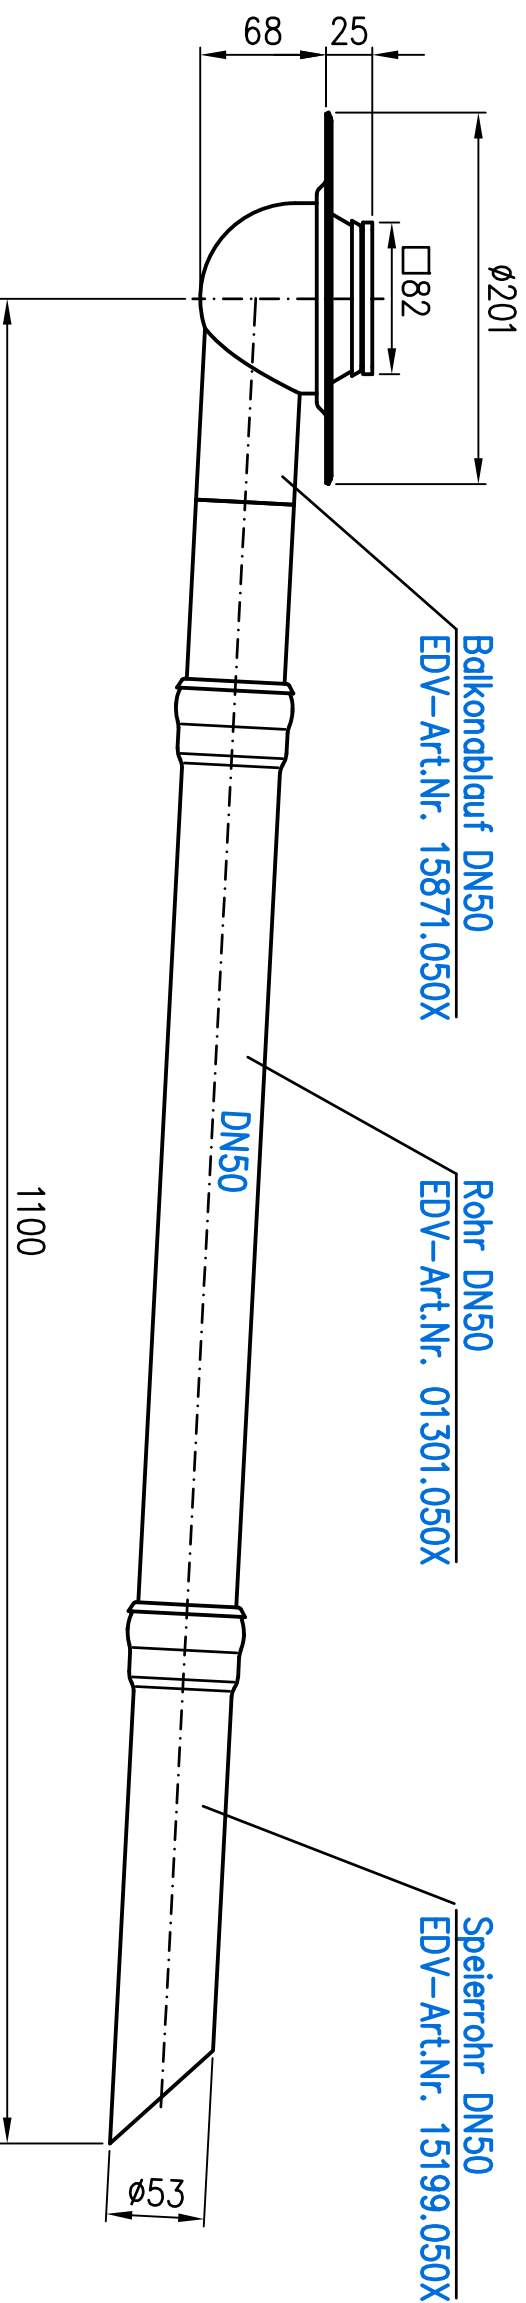 68
25
ø201
□82
Balkonablauf DN50
EDV-Art.Nr. 15871.050X
Rohr DN50
EDV-Art.Nr. 01301.050X
DN50
1100
Speierrohr DN50
EDV-Art.Nr. 15199.050X
ø53